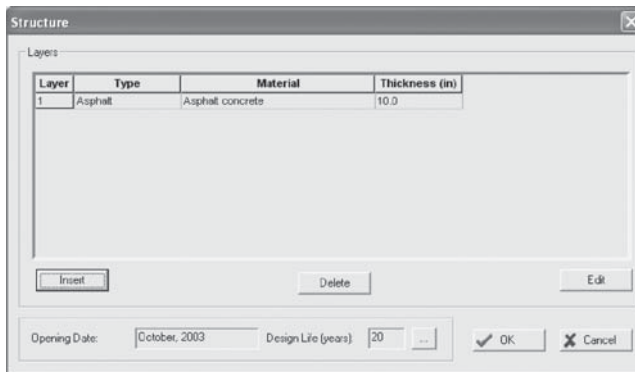 Structure
Layers
Layer Type Material Thickness (in)
1 Asphalt Asphalt concrete 10.0
Insert Delete Edit
Opening Date: October, 2003 Design Life (years): 20 ... OK Cancel